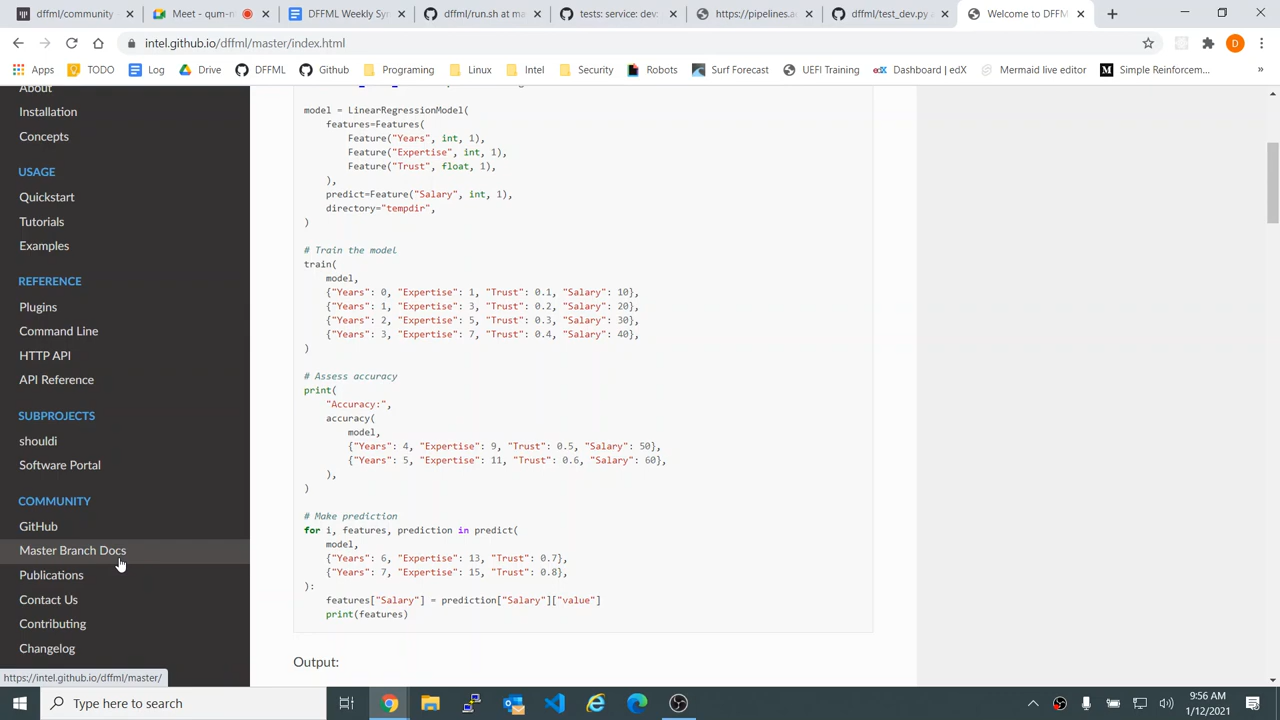 dffml/community
Meet - qum-n
DFFML Weekly Syn
dffml/run.sh at ma
tests: service: dev:
https://pipelines.ac
dffml/test_dev.py
Welcome to DFFM
intel.github.io/dffml/master/index.html
D
Apps
TODO
Log
Drive
DFFML
Github
Programing
Linux
Intel
Security
Robots
Surf Forecast
UEFI Training
edX
Dashboard | edX
Mermaid live editor
M
Simple Reinforcem...
»
About
Installation
Concepts
USAGE
Quickstart
Tutorials
Examples
REFERENCE
Plugins
Command Line
HTTP API
API Reference
SUBPROJECTS
shouldi
Software Portal
COMMUNITY
GitHub
Master Branch Docs
Publications
Contact Us
Contributing
Changelog
https://intel.github.io/dffml/master/
model = LinearRegressionModel(
features=Features(
Feature("Years", int, 1),
Feature("Expertise", int, 1),
Feature("Trust", float, 1),
),
predict=Feature("Salary", int, 1),
directory="tempdir",
)
# Train the model
train(
model,
{"Years": 0, "Expertise": 1, "Trust": 0.1, "Salary": 10},
{"Years": 1, "Expertise": 3, "Trust": 0.2, "Salary": 20},
{"Years": 2, "Expertise": 5, "Trust": 0.3, "Salary": 30},
{"Years": 3, "Expertise": 7, "Trust": 0.4, "Salary": 40},
)
# Assess accuracy
print(
"Accuracy:",
accuracy(
model,
{"Years": 4, "Expertise": 9, "Trust": 0.5, "Salary": 50},
{"Years": 5, "Expertise": 11, "Trust": 0.6, "Salary": 60},
),
)
# Make prediction
for i, features, prediction in predict(
model,
{"Years": 6, "Expertise": 13, "Trust": 0.7},
{"Years": 7, "Expertise": 15, "Trust": 0.8},
):
features["Salary"] = prediction["Salary"]["value"]
print(features)
Output:
Type here to search
9:56 AM
1/12/2021